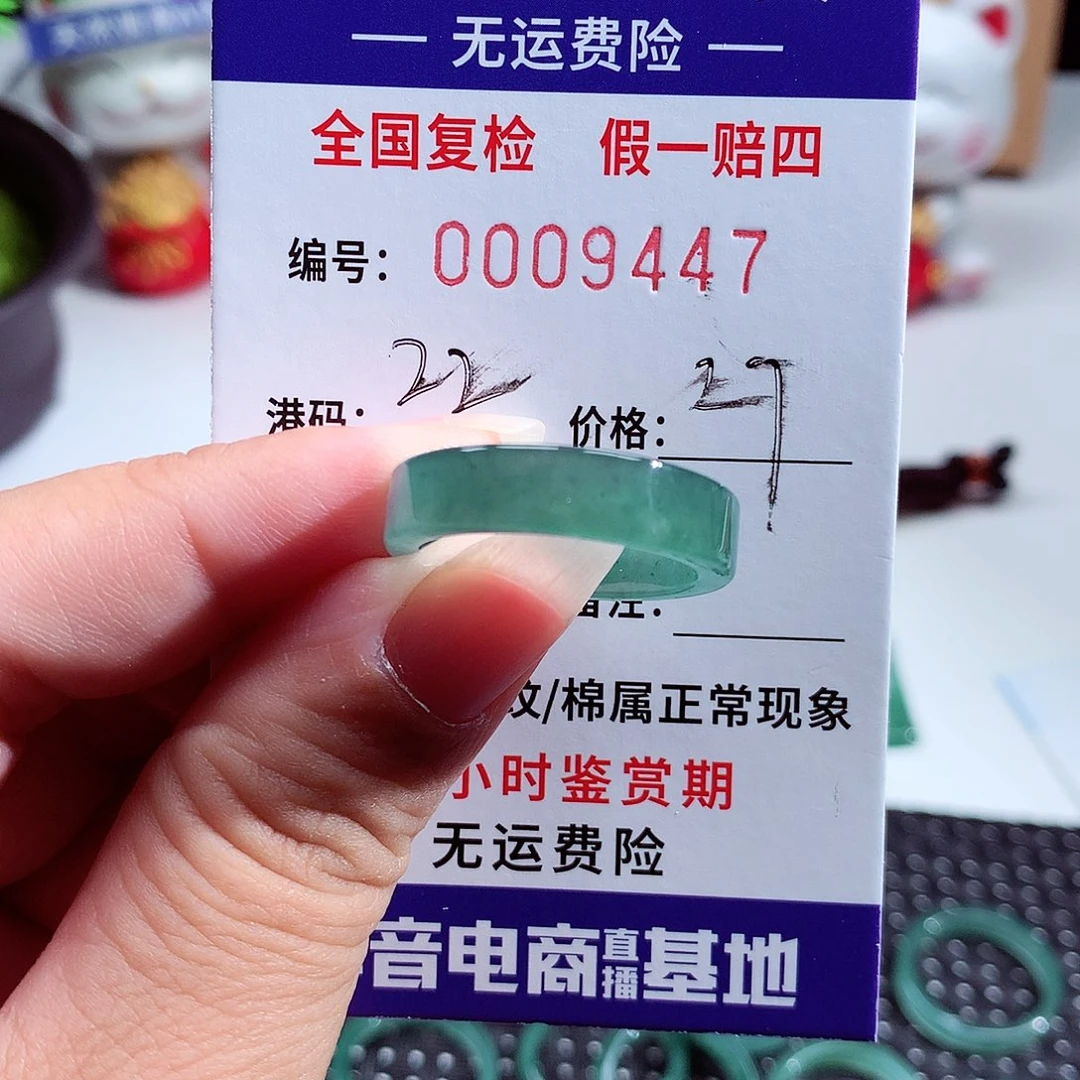 无运费险
全国复检 假一赔四
编号: 0009447
港码: 22 价格: 27
备注:
纹/棉属正常现象
小时鉴赏期
无运费险
音电商直播基地